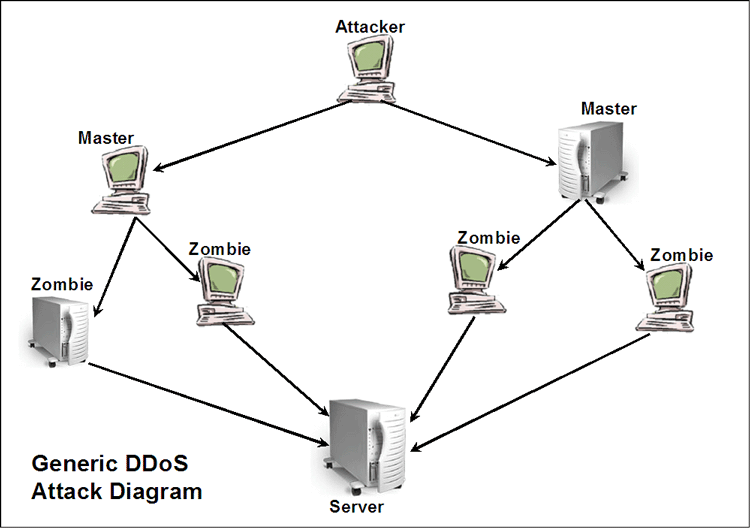 Attacker
Master
Master
Zombie
Zombie
Zombie
Zombie
Generic DDoS
Attack Diagram
Server